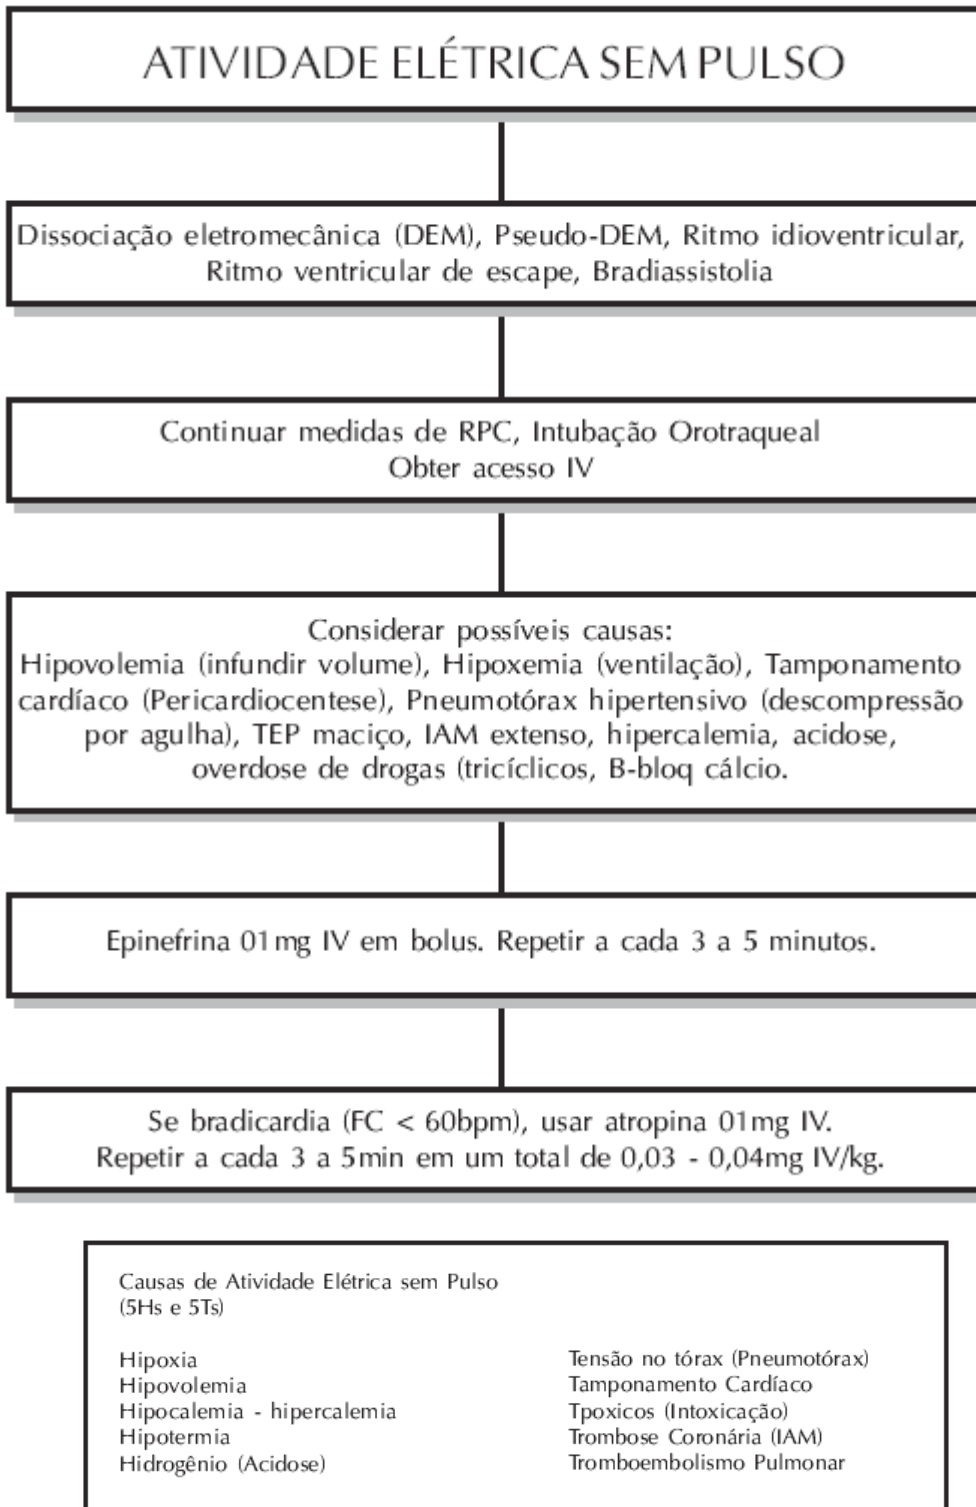 ATIVIDADE ELÉTRICA SEM PULSO
Dissociação eletromecânica (DEM), Pseudo-DEM, Ritmo idioventricular,
Ritmo ventricular de escape, Bradiassistolia
Continuar medidas de RPC, Intubação Orotraqueal
Obter acesso IV
Considerar possíveis causas:
Hipovolemia (infundir volume), Hipoxemia (ventilação), Tamponamento
cardíaco (Pericardiocentese), Pneumotórax hipertensivo (descompressão
por agulha), TEP maciço, IAM extenso, hipercalemia, acidose,
overdose de drogas (tricíclicos, B-bloq cálcio.
Epinefrina 01mg IV em bolus. Repetir a cada 3 a 5 minutos.
Se bradicardia (FC < 60bpm), usar atropina 01mg IV.
Repetir a cada 3 a 5min em um total de 0,03 - 0,04mg IV/kg.
Causas de Atividade Elétrica sem Pulso
(5Hs e 5Ts)
Hipoxia
Hipovolemia
Hipocalemia - hipercalemia
Hipotermia
Hidrogênio (Acidose)
Tensão no tórax (Pneumotórax)
Tamponamento Cardíaco
Tpoxicos (Intoxicação)
Trombose Coronária (IAM)
Tromboembolismo Pulmonar